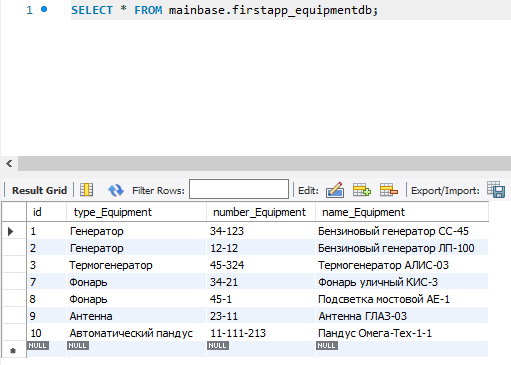 1 SELECT * FROM mainbase.firstapp_equipmentdb;
Result Grid Filter Rows: Edit: Export/Import:
id type_Equipment number_Equipment name_Equipment
1 Генератор 34-123 Бензиновый генератор СС-45
2 Генератор 12-12 Бензиновый генератор ЛП-100
3 Термогенератор 45-324 Термогенератор АЛИС-03
7 Фонарь 34-21 Фонарь уличный КИС-3
8 Фонарь 45-1 Подсветка мостовой АЕ-1
9 Антенна 23-11 Антенна ГЛАЗ-03
10 Автоматический пандус 11-111-213 Пандус Омега-Тех-1-1
NULL NULL NULL NULL